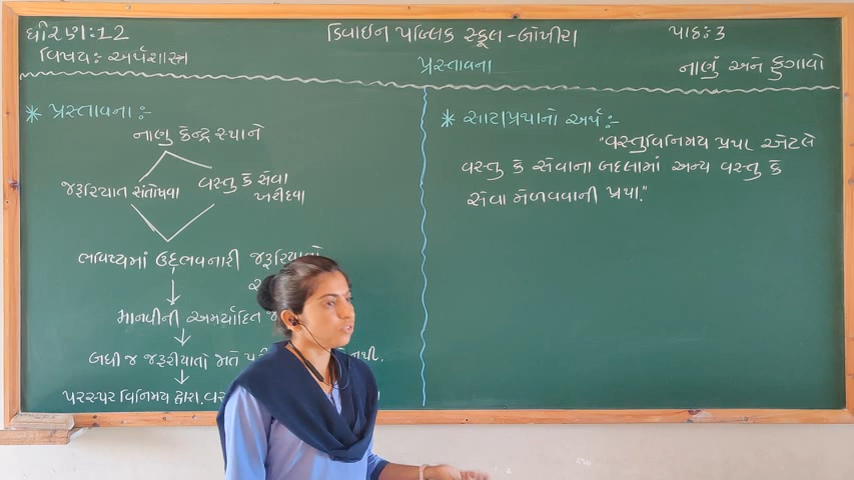 ધોરણ:12
ડિવાઇન પબ્લિક સ્કૂલ-લોખીરા
પાઠ:3
વિષય: અર્થશાસ્ત્ર
પ્રસ્તાવના
નાણું અને ફુગાવો
* પ્રસ્તાવના:-
નાણુ કેન્દ્ર સ્થાને
જરૂરિયાત સંતોષવા
વસ્તુ કે સેવા
ખરીદવા
ભવિષ્યમાં ઉદ્દભવનારી જરૂરિયાતો
માનવીની અમર્યાદિત
બધી જ જરૂરીયાતો
નથી.
પરસ્પર વિનિમય દ્વારા
* સાટાપ્રથાનો અર્થ:-
"વસ્તુવિનિમય પ્રથા એટલે
વસ્તુ કે સેવાના બદલામાં અન્ય વસ્તુ કે
સેવા મેળવવાની પ્રથા."